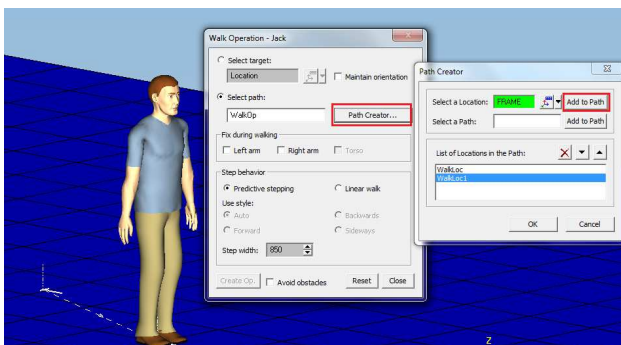 Walk Operation - Jack
Select target:
Location
Maintain orientation
Select path:
WalkOp
Path Creator...
Fix during walking
Left arm
Right arm
Torso
Step behavior
Predictive stepping
Linear walk
Use style:
Auto
Backwards
Forward
Sideways
Step width:
850
Create Op.
Avoid obstacles
Reset
Close
Path Creator
Select a Location:
FRAME
Add to Path
Select a Path:
Add to Path
List of Locations in the Path:
WalkLoc
WalkLoc1
OK
Cancel
Z